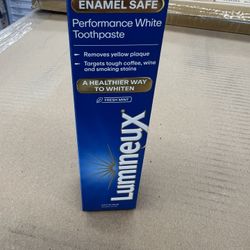 ENAMEL SAFE
Performance White
Toothpaste
• Removes yellow plaque
• Targets tough coffee, wine
and smoking stains
A HEALTHIER WAY
TO WHITEN
FRESH MINT
Lumineux